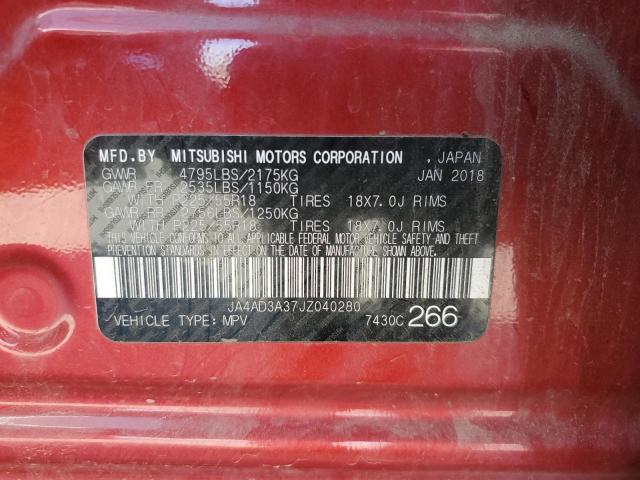 MFD.BY MITSUBISHI MOTORS CORPORATION , JAPAN
GVWR 4795LBS/2175KG JAN 2018
GAWR FR 2535LBS/1150KG
WITH P225/55R18 TIRES 18X7.0J RIMS
GAWR RR 2756LBS/1250KG
WITH P225/55R18 TIRES 18X7.0J RIMS
THIS VEHICLE CONFORMS TO ALL APPLICABLE FEDERAL MOTOR VEHICLE SAFETY AND THEFT
PREVENTION STANDARDS IN EFFECT ON THE DATE OF MANUFACTURE SHOWN ABOVE.
JA4AD3A37JZ040280
VEHICLE TYPE: MPV 7430C 266